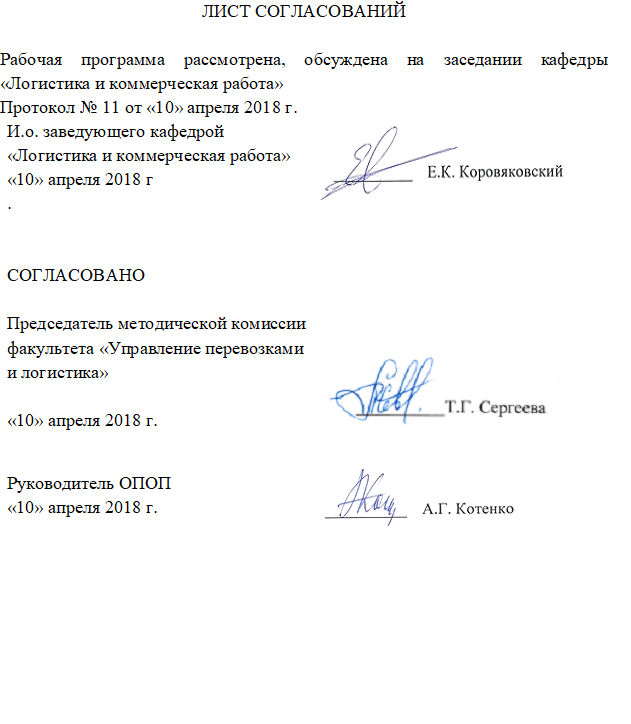 ЛИСТ СОГЛАСОВАНИЙ
Рабочая программа рассмотрена, обсуждена на заседании кафедры
«Логистика и коммерческая работа»
Протокол № 11 от «10» апреля 2018 г.
И.о. заведующего кафедрой
«Логистика и коммерческая работа»
«10» апреля 2018 г Е.К. Коровяковский
.
СОГЛАСОВАНО
Председатель методической комиссии
факультета «Управление перевозками
и логистика»
Т.Г. Сергеева
«10» апреля 2018 г.
Руководитель ОПОП
«10» апреля 2018 г. А.Г. Котенко